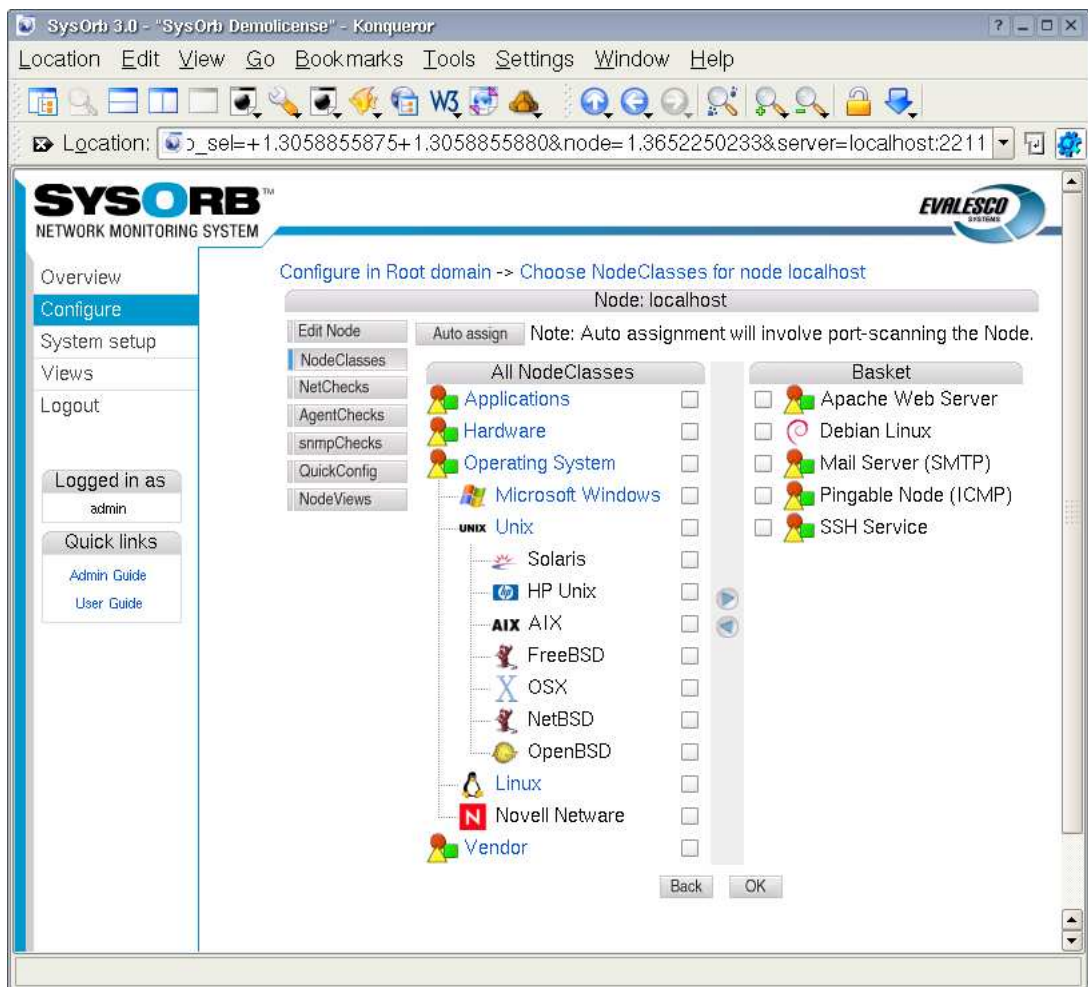 SysOrb 3.0 - "SysOrb Demolicense" - Konqueror
Location Edit View Go Bookmarks Tools Settings Window Help
W3
Location: _sel=+1.3058855875+1.3058855880&node=1.3652250233&server=localhost:2211
SYSORB™
NETWORK MONITORING SYSTEM
EVALESCO
SYSTEMS
Overview
Configure
System setup
Views
Logout
Logged in as
admin
Quick links
Admin Guide
User Guide
Configure in Root domain -> Choose NodeClasses for node localhost
Node: localhost
Edit Node
NodeClasses
NetChecks
AgentChecks
snmpChecks
QuickConfig
NodeViews
Auto assign Note: Auto assignment will involve port-scanning the Node.
All NodeClasses
Applications
Hardware
Operating System
Microsoft Windows
UNIX Unix
Solaris
hp HP Unix
AIX AIX
FreeBSD
X OSX
NetBSD
OpenBSD
Linux
N Novell Netware
Vendor
Basket
Apache Web Server
Debian Linux
Mail Server (SMTP)
Pingable Node (ICMP)
SSH Service
Back OK